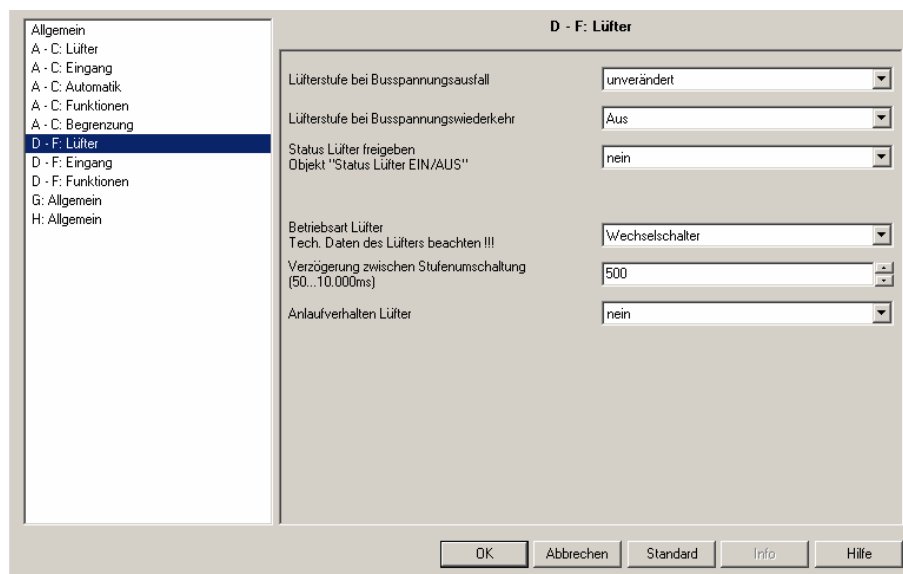 Allgemein
A - C: Lüfter
A - C: Eingang
A - C: Automatik
A - C: Funktionen
A - C: Begrenzung
D - F: Lüfter
D - F: Eingang
D - F: Funktionen
G: Allgemein
H: Allgemein
D - F: Lüfter
Lüfterstufe bei Busspannungsausfall
unverändert
Lüfterstufe bei Busspannungswiederkehr
Aus
Status Lüfter freigeben
Objekt "Status Lüfter EIN/AUS"
nein
Betriebsart Lüfter
Tech. Daten des Lüfters beachten !!!
Wechselschalter
Verzögerung zwischen Stufenumschaltung
(50...10.000ms)
500
Anlaufverhalten Lüfter
nein
OK
Abbrechen
Standard
Info
Hilfe